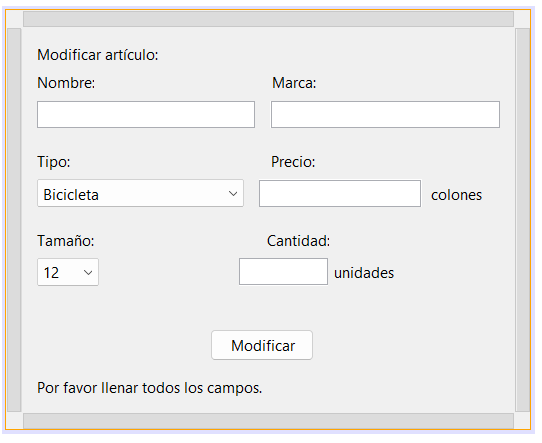 Modificar artículo:
Nombre: Marca:
Tipo: Precio:
Bicicleta colones
Tamaño: Cantidad:
12 unidades
Modificar
Por favor llenar todos los campos.